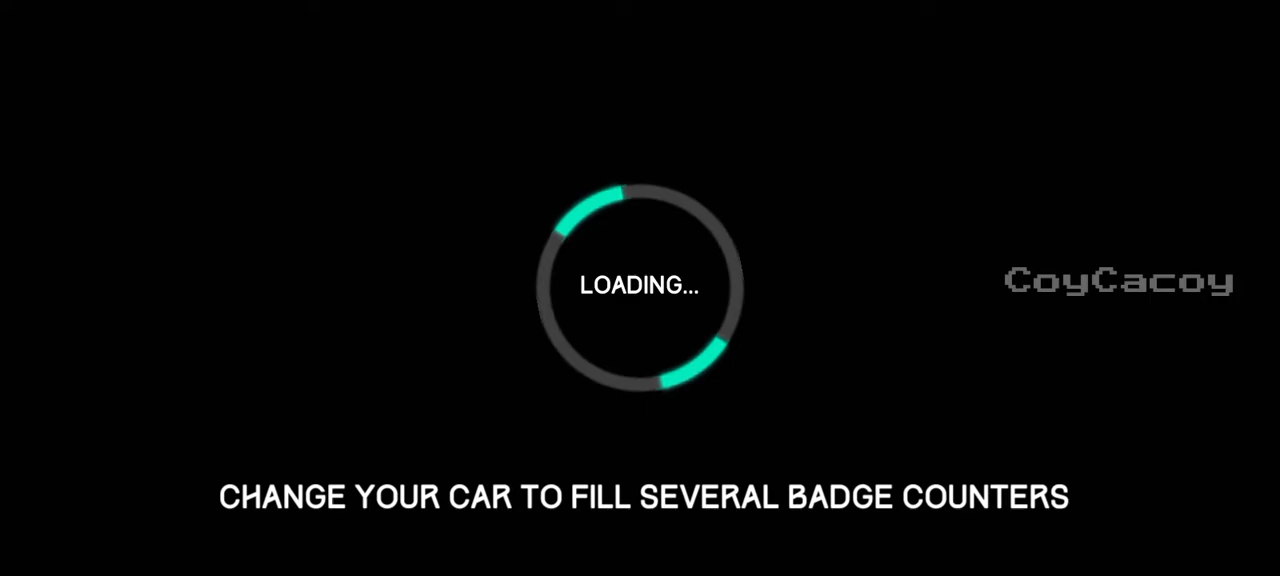 LOADING...
CoyCacoy
CHANGE YOUR CAR TO FILL SEVERAL BADGE COUNTERS